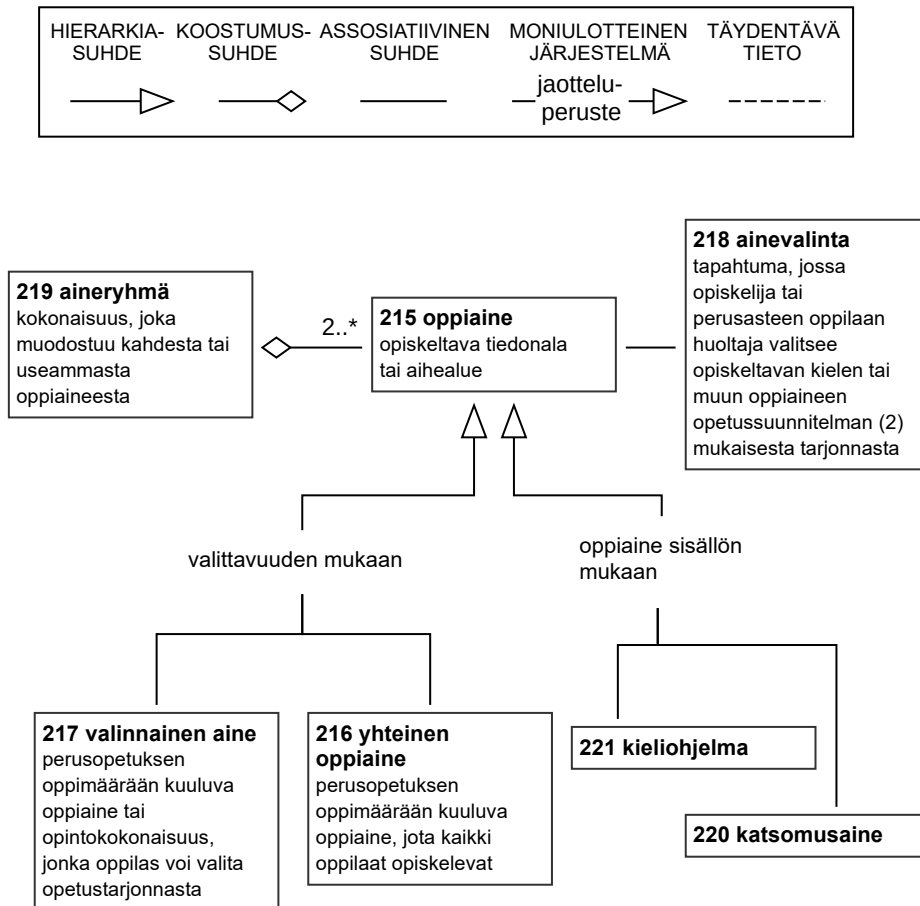 HIERARKIA-
SUHDE
KOOSTUMUS-
SUHDE
ASSOSIATIIVINEN
SUHDE
MONIULOTTEINEN
JÄRJESTELMÄ
TÄYDENTÄVÄ
TIETO
jaottelu-
peruste
219 aineryhmä
kokonaisuus, joka
muodostuu kahdesta tai
useammasta
oppiaineesta
2..*
215 oppiaine
opiskeltava tiedonala
tai aihealue
218 ainevalinta
tapahtuma, jossa
opiskelija tai
perusasteen oppilaan
huoltaja valitsee
opiskeltavan kielen tai
muun oppiaineen
opetussuunnitelman (2)
mukaisesta tarjonnasta
valittavuuden mukaan
oppiaine sisällön
mukaan
217 valinnainen aine
perusopetuksen
oppimäärään kuuluva
oppiaine tai
opintokokonaisuus,
jonka oppilas voi valita
opetustarjonnasta
216 yhteinen
oppiaine
perusopetuksen
oppimäärään kuuluva
oppiaine, jota kaikki
oppilaat opiskelevat
221 kieliohjelma
220 katsomusaine